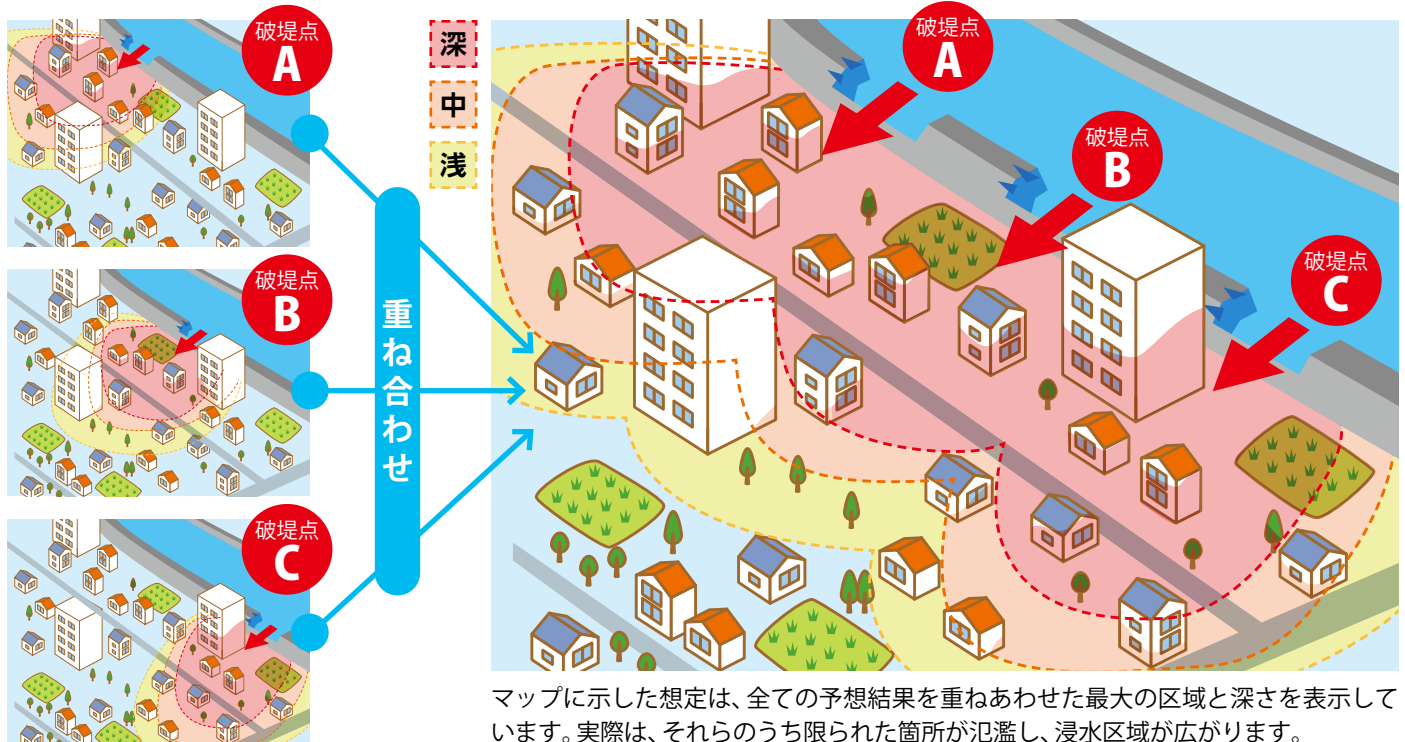 破堤点
A
破堤点
B
破堤点
C
重ね合わせ
深
中
浅
破堤点
A
破堤点
B
破堤点
C
マップに示した想定は、全ての予想結果を重ねあわせた最大の区域と深さを表示して
います。実際は、それらのうち限られた箇所が氾濫し、浸水区域が広がります。